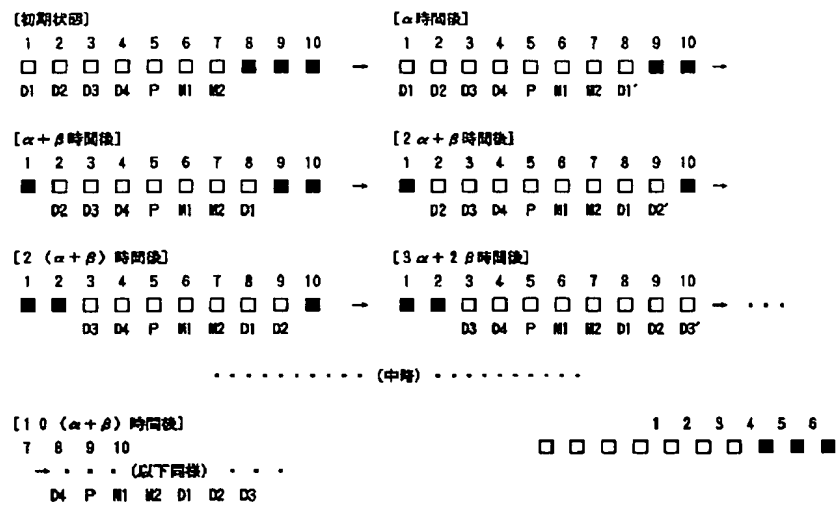 [初期状態] [α時間後]
1 2 3 4 5 6 7 8 9 10 1 2 3 4 5 6 7 8 9 10
□ □ □ □ □ □ □ ■ ■ ■ → □ □ □ □ □ □ □ □ ■ ■ →
D1 D2 D3 D4 P M1 M2 D1 D2 D3 D4 P M1 M2 D1′
[α+β時間後] [2α+β時間後]
1 2 3 4 5 6 7 8 9 10 1 2 3 4 5 6 7 8 9 10
■ □ □ □ □ □ □ □ ■ ■ → ■ □ □ □ □ □ □ □ □ ■ →
D2 D3 D4 P M1 M2 D1 D2 D3 D4 P M1 M2 D1 D2′
[2(α+β)時間後] [3α+2β時間後]
1 2 3 4 5 6 7 8 9 10 1 2 3 4 5 6 7 8 9 10
■ ■ □ □ □ □ □ □ □ ■ → ■ ■ □ □ □ □ □ □ □ □ → ・・・
D3 D4 P M1 M2 D1 D2 D3 D4 P M1 M2 D1 D2 D3′
・・・・・・・・・・(中略)・・・・・・・・・・
[10(α+β)時間後] 1 2 3 4 5 6
7 8 9 10 □ □ □ □ □ □ □ ■ ■ ■
→ ・・・(以下同様)・・・
D4 P M1 M2 D1 D2 D3